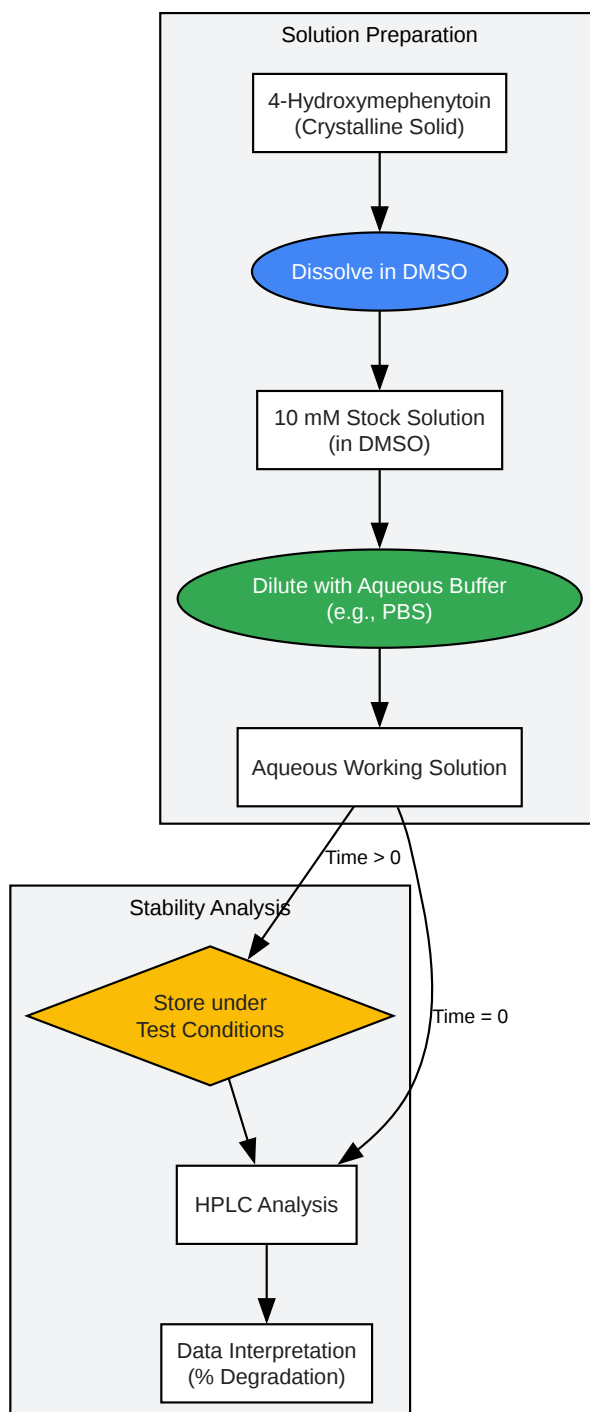 Solution Preparation
4-Hydroxymephenytoin
(Crystalline Solid)
Dissolve in DMSO
10 mM Stock Solution
(in DMSO)
Dilute with Aqueous Buffer
(e.g., PBS)
Aqueous Working Solution
Time > 0
Stability Analysis
Store under
Test Conditions
Time = 0
HPLC Analysis
Data Interpretation
(% Degradation)